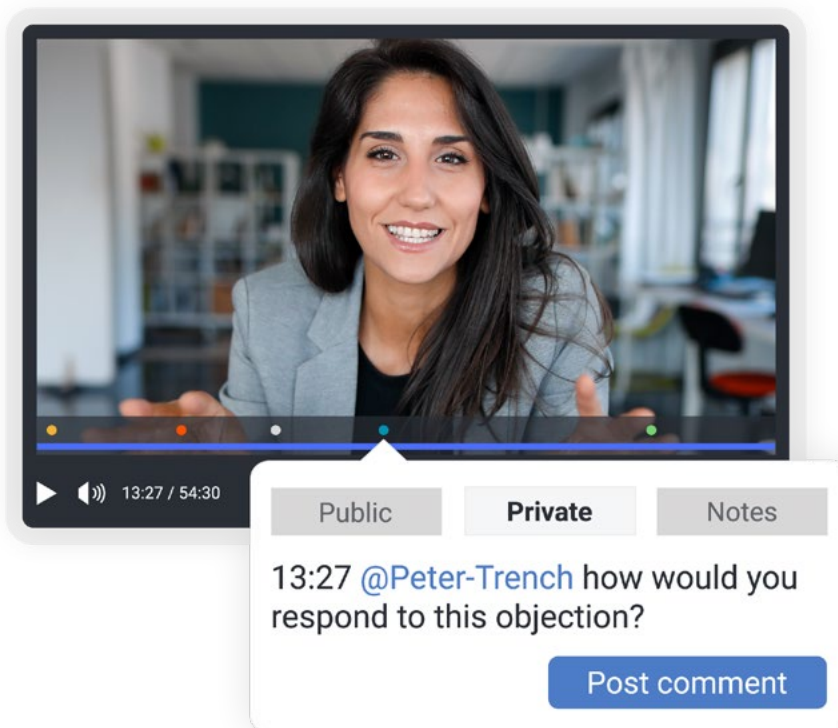 13:27 / 54:30
Public
Private
Notes
13:27 @Peter-Trench how would you
respond to this objection?
Post comment